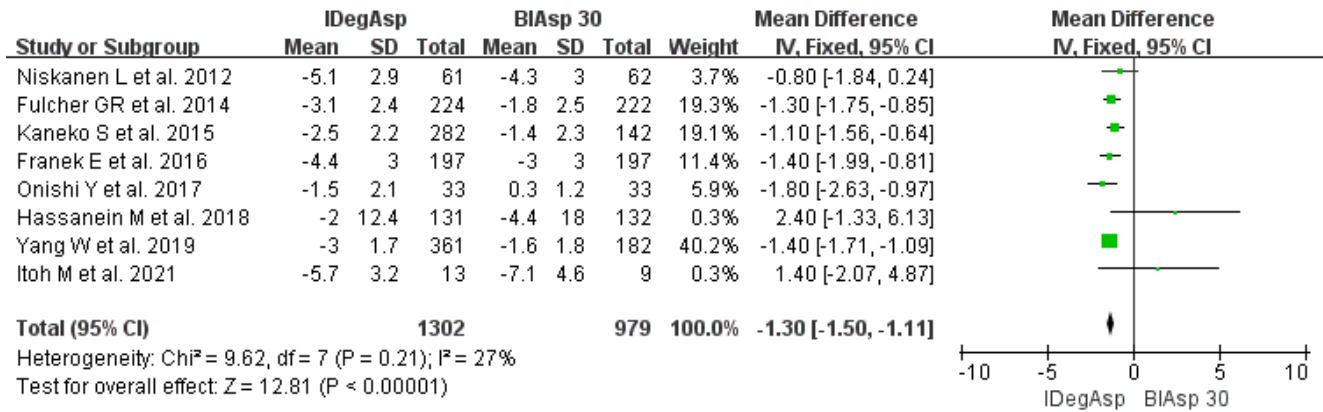 IDegAsp BIAsp 30 Mean Difference Mean Difference
Study or Subgroup Mean SD Total Mean SD Total Weight IV, Fixed, 95% CI IV, Fixed, 95% CI
Niskanen L et al. 2012 -5.1 2.9 61 -4.3 3 62 3.7% -0.80 [-1.84, 0.24]
Fulcher GR et al. 2014 -3.1 2.4 224 -1.8 2.5 222 19.3% -1.30 [-1.75, -0.85]
Kaneko S et al. 2015 -2.5 2.2 282 -1.4 2.3 142 19.1% -1.10 [-1.56, -0.64]
Franek E et al. 2016 -4.4 3 197 -3 3 197 11.4% -1.40 [-1.99, -0.81]
Onishi Y et al. 2017 -1.5 2.1 33 0.3 1.2 33 5.9% -1.80 [-2.63, -0.97]
Hassanein M et al. 2018 -2 12.4 131 -4.4 18 132 0.3% 2.40 [-1.33, 6.13]
Yang W et al. 2019 -3 1.7 361 -1.6 1.8 182 40.2% -1.40 [-1.71, -1.09]
Itoh M et al. 2021 -5.7 3.2 13 -7.1 4.6 9 0.3% 1.40 [-2.07, 4.87]
Total (95% CI) 1302 979 100.0% -1.30 [-1.50, -1.11]
Heterogeneity: Chi² = 9.62, df = 7 (P = 0.21); I² = 27%
Test for overall effect: Z = 12.81 (P < 0.00001)
-10 -5 0 5 10
IDegAsp BIAsp 30